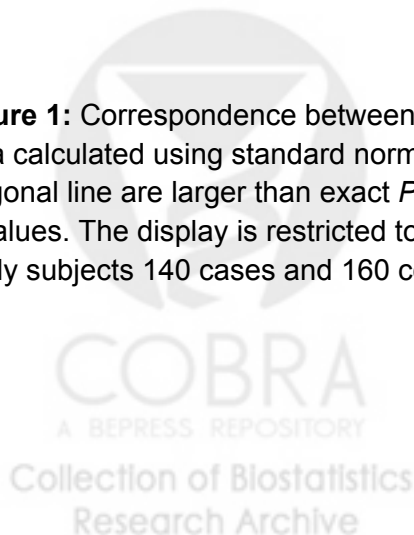 ure 1: Correspondence between
a calculated using standard norm
gonal line are larger than exact P
alues. The display is restricted to
ly subjects 140 cases and 160 c
COBRA
A BEPRESS REPOSITORY
Collection of Biostatistics
Research Archive